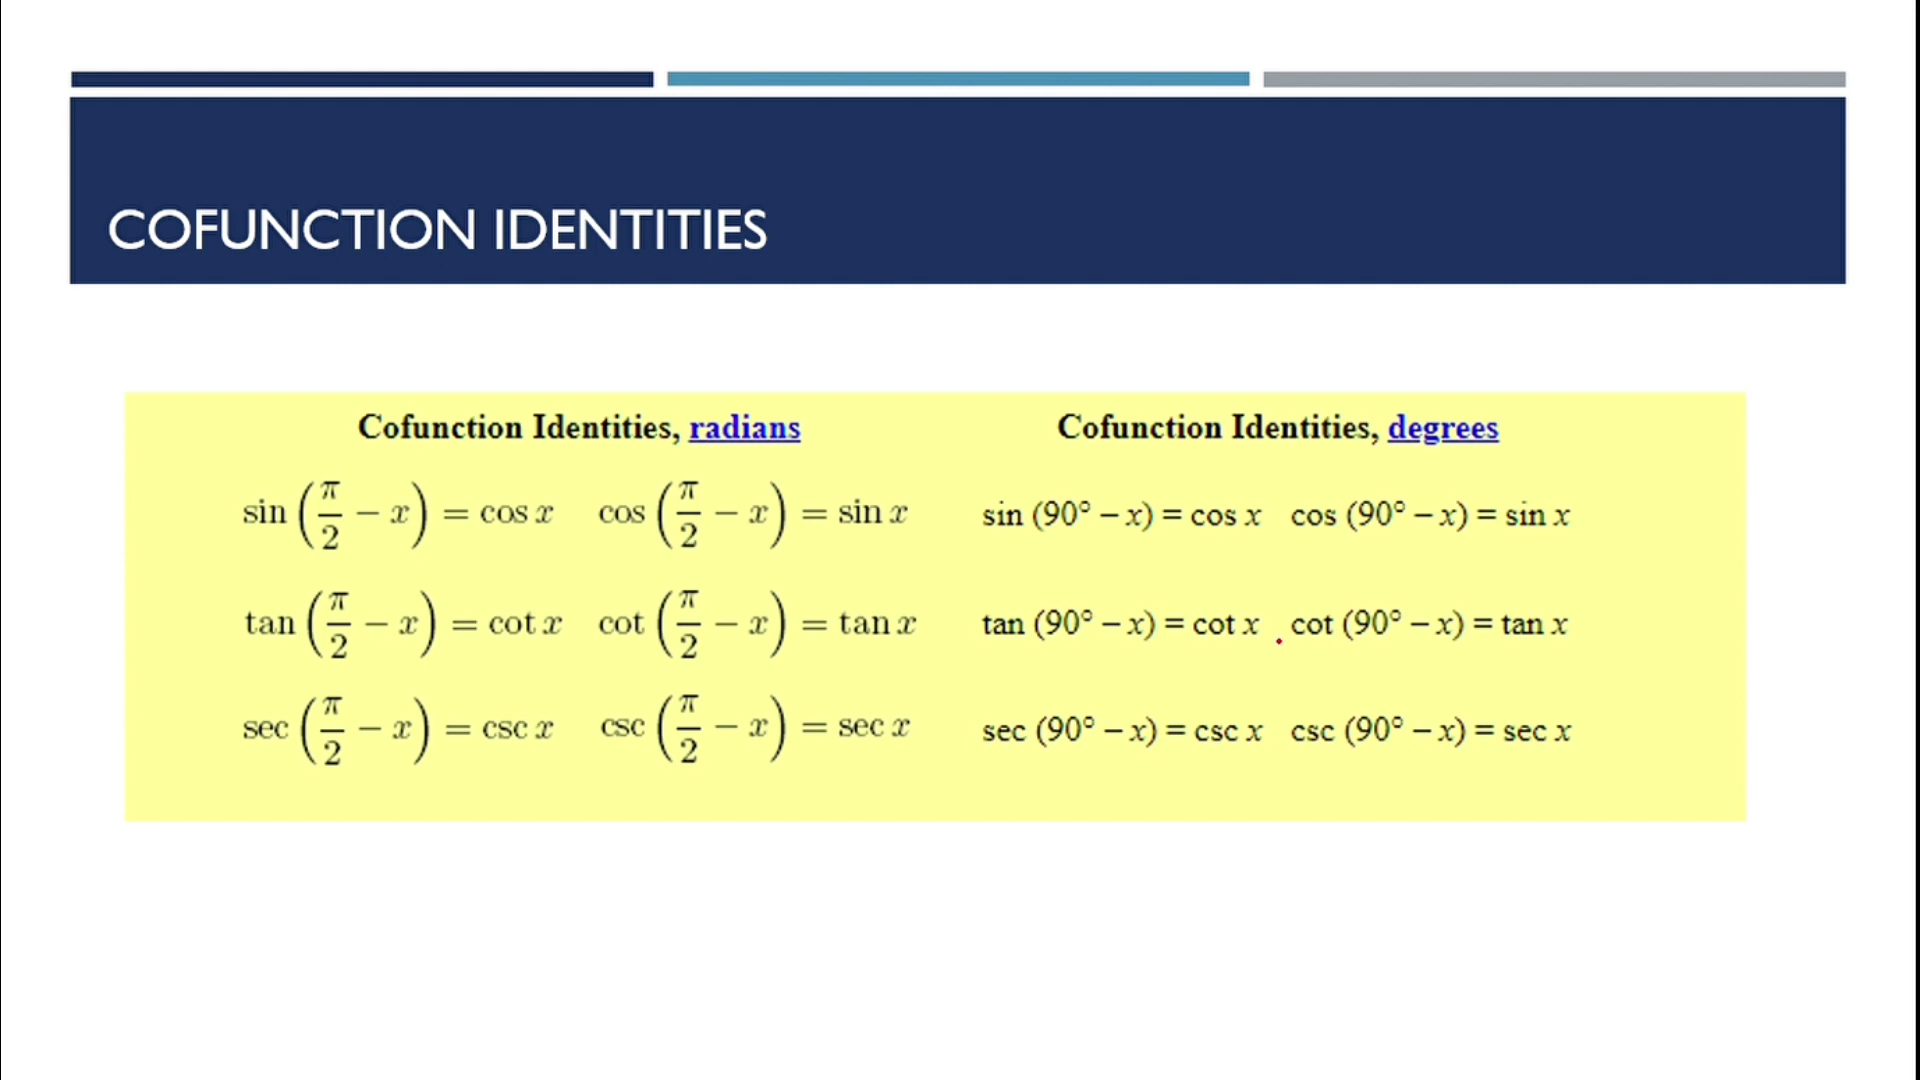 COFUNCTION IDENTITIES
Cofunction Identities, radians
sin (π/2 − x) = cos x cos (π/2 − x) = sin x
tan (π/2 − x) = cot x cot (π/2 − x) = tan x
sec (π/2 − x) = csc x csc (π/2 − x) = sec x
Cofunction Identities, degrees
sin (90° − x) = cos x cos (90° − x) = sin x
tan (90° − x) = cot x cot (90° − x) = tan x
sec (90° − x) = csc x csc (90° − x) = sec x